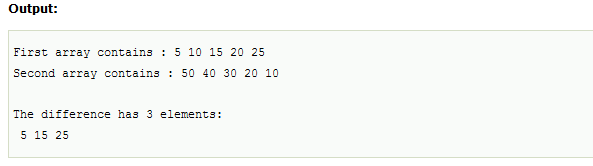 Output:
First array contains : 5 10 15 20 25
Second array contains : 50 40 30 20 10
The difference has 3 elements:
5 15 25